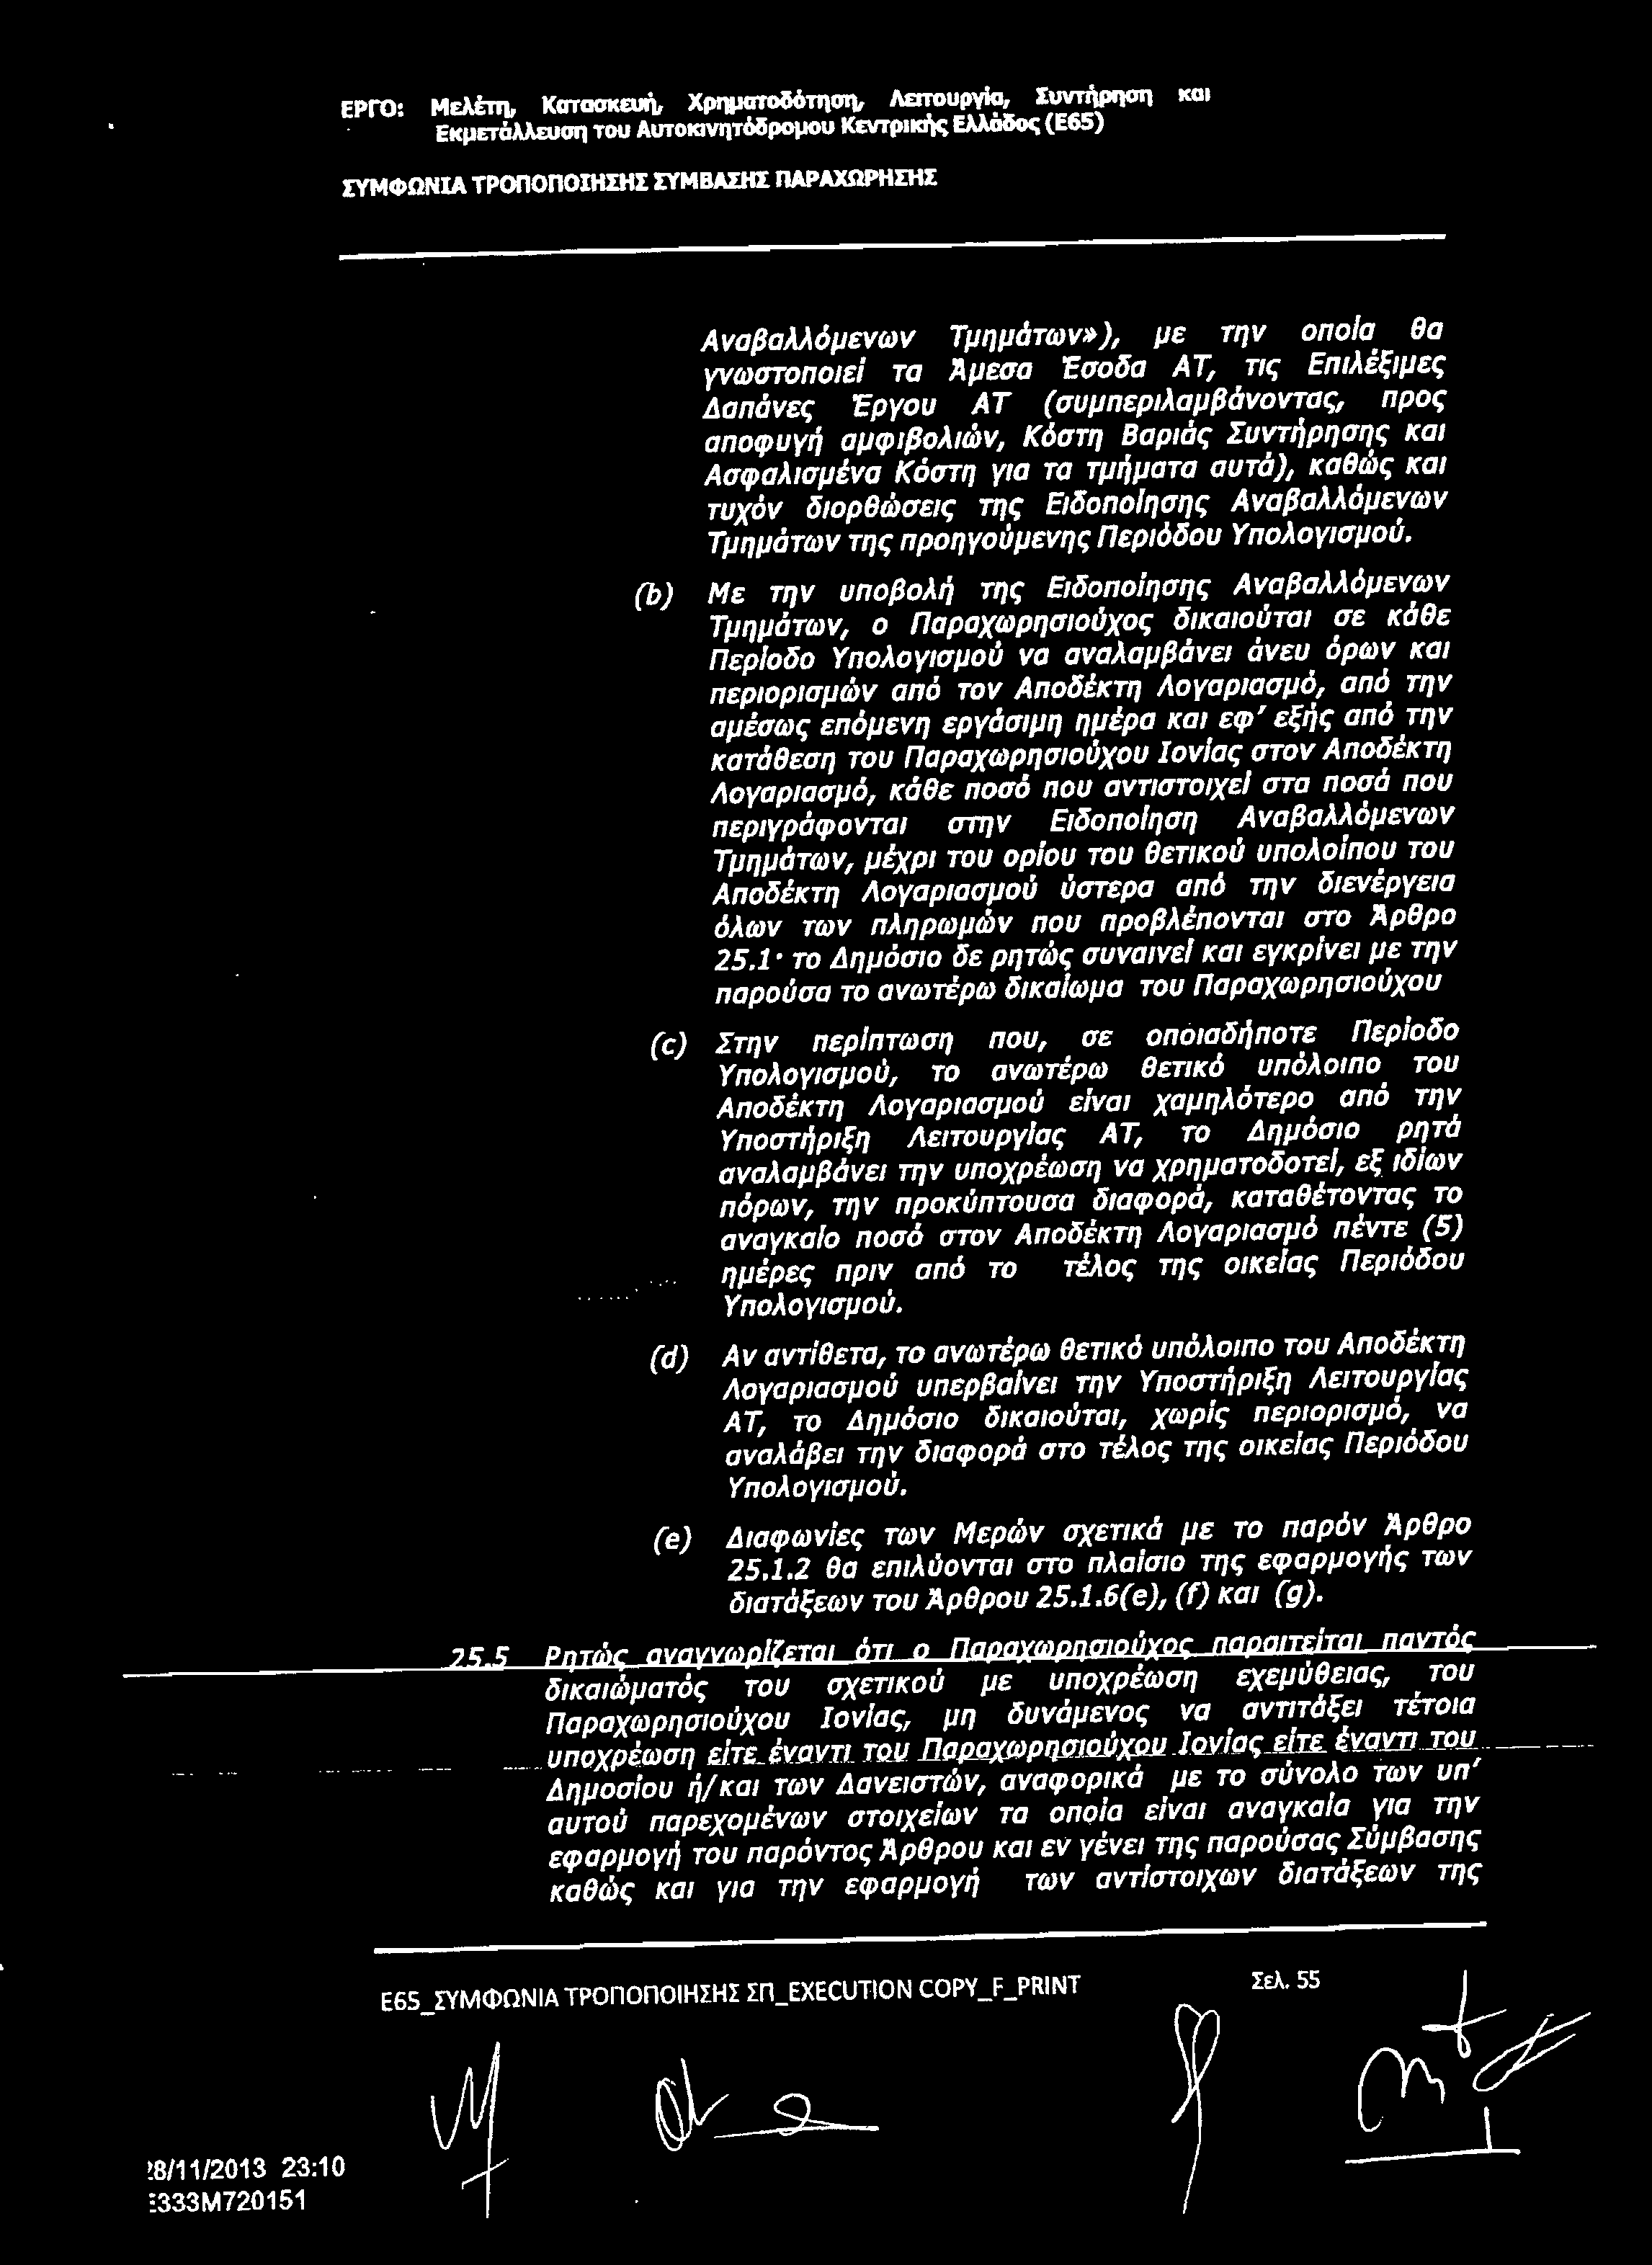 ΕΡΓΟ: Μελέτη, Κατασκευή, Χρηματοδότηση, Λειτουργία, Συντήρηση και
Εκμετάλλευση του Αυτοκινητόδρομου Κεντρικής Ελλάδος (Ε65)
ΣΥΜΦΩΝΙΑ ΤΡΟΠΟΠΟΙΗΣΗΣ ΣΥΜΒΑΣΗΣ ΠΑΡΑΧΩΡΗΣΗΣ
Αναβαλλόμενων Τμημάτων»), με την οποία θα
γνωστοποιεί τα Άμεσα Έσοδα ΑΤ, τις Επιλέξιμες
Δαπάνες Έργου ΑΤ (συμπεριλαμβάνοντας, προς
αποφυγή αμφιβολιών, Κόστη Βαριάς Συντήρησης και
Ασφαλισμένα Κόστη για τα τμήματα αυτά), καθώς και
τυχόν διορθώσεις της Ειδοποίησης Αναβαλλόμενων
Τμημάτων της προηγούμενης Περιόδου Υπολογισμού.
(b) Με την υποβολή της Ειδοποίησης Αναβαλλόμενων
Τμημάτων, ο Παραχωρησιούχος δικαιούται σε κάθε
Περίοδο Υπολογισμού να αναλαμβάνει άνευ όρων και
περιορισμών από τον Αποδέκτη Λογαριασμό, από την
αμέσως επόμενη εργάσιμη ημέρα και εφ' εξής από την
κατάθεση του Παραχωρησιούχου Ιονίας στον Αποδέκτη
Λογαριασμό, κάθε ποσό που αντιστοιχεί στα ποσά που
περιγράφονται στην Ειδοποίηση Αναβαλλόμενων
Τμημάτων, μέχρι του ορίου του θετικού υπολοίπου του
Αποδέκτη Λογαριασμού ύστερα από την διενέργεια
όλων των πληρωμών που προβλέπονται στο Άρθρο
25.1· το Δημόσιο δε ρητώς συναινεί και εγκρίνει με την
παρούσα το ανωτέρω δικαίωμα του Παραχωρησιούχου
(c) Στην περίπτωση που, σε οποιαδήποτε Περίοδο
Υπολογισμού, το ανωτέρω θετικό υπόλοιπο του
Αποδέκτη Λογαριασμού είναι χαμηλότερο από την
Υποστήριξη Λειτουργίας ΑΤ, το Δημόσιο ρητά
αναλαμβάνει την υποχρέωση να χρηματοδοτεί, εξ ιδίων
πόρων, την προκύπτουσα διαφορά, καταθέτοντας το
αναγκαίο ποσό στον Αποδέκτη Λογαριασμό πέντε (5)
ημέρες πριν από το τέλος της οικείας Περιόδου
Υπολογισμού.
(d) Αν αντίθετα, το ανωτέρω θετικό υπόλοιπο του Αποδέκτη
Λογαριασμού υπερβαίνει την Υποστήριξη Λειτουργίας
ΑΤ, το Δημόσιο δικαιούται, χωρίς περιορισμό, να
αναλάβει την διαφορά στο τέλος της οικείας Περιόδου
Υπολογισμού.
(e) Διαφωνίες των Μερών σχετικά με το παρόν Άρθρο
25.1.2 θα επιλύονται στο πλαίσιο της εφαρμογής των
διατάξεων του Άρθρου 25.1.6(e), (f) και (g).
25.5 Ρητώς αναγνωρίζεται ότι ο Παραχωρησιούχος παραιτείται παντός
δικαιώματός του σχετικού με υποχρέωση εχεμύθειας, του
Παραχωρησιούχου Ιονίας, μη δυνάμενος να αντιτάξει τέτοια
υποχρέωση είτε έναντι του Παραχωρησιούχου Ιονίας είτε έναντι του
Δημοσίου ή/και των Δανειστών, αναφορικά με το σύνολο των υπ'
αυτού παρεχομένων στοιχείων τα οποία είναι αναγκαία για την
εφαρμογή του παρόντος Άρθρου και εν γένει της παρούσας Σύμβασης
καθώς και για την εφαρμογή των αντίστοιχων διατάξεων της
Ε65_ΣΥΜΦΩΝΙΑ ΤΡΟΠΟΠΟΙΗΣΗΣ ΣΠ_EXECUTION COPY_F_PRINT Σελ. 55
8/11/2013 23:10
333M720151